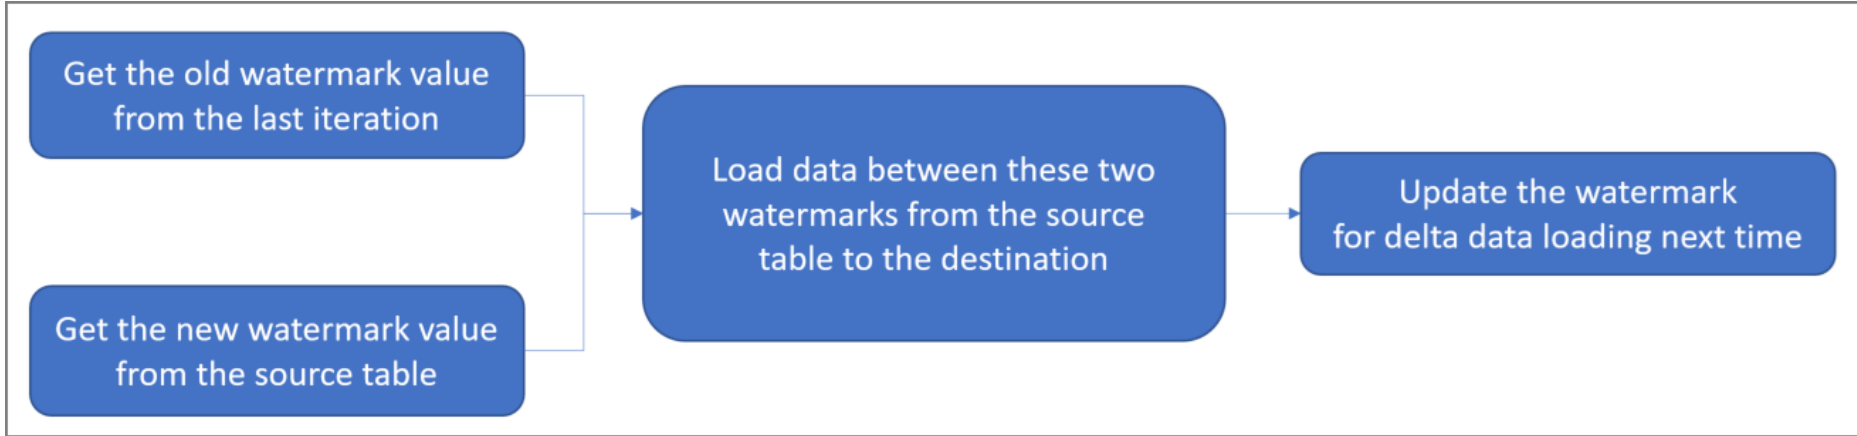 Get the old watermark value
from the last iteration
Get the new watermark value
from the source table
Load data between these two
watermarks from the source
table to the destination
Update the watermark
for delta data loading next time